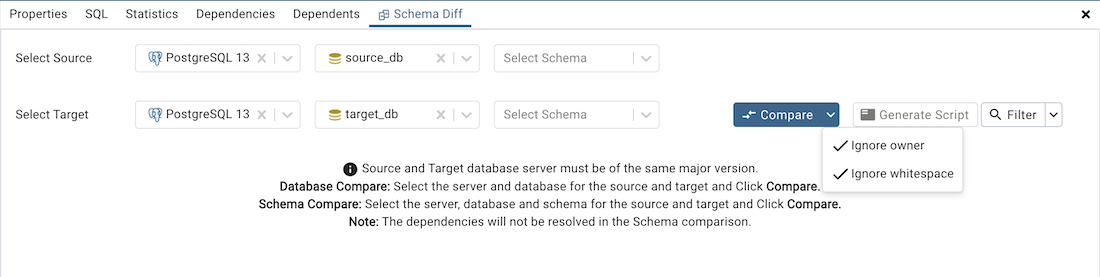 Properties SQL Statistics Dependencies Dependents Schema Diff
Select Source PostgreSQL 13 source_db Select Schema
Select Target PostgreSQL 13 target_db Select Schema Compare Generate Script Filter
Ignore owner
Ignore whitespace
Source and Target database server must be of the same major version.
Database Compare: Select the server and database for the source and target and Click Compare.
Schema Compare: Select the server, database and schema for the source and target and Click Compare.
Note: The dependencies will not be resolved in the Schema comparison.